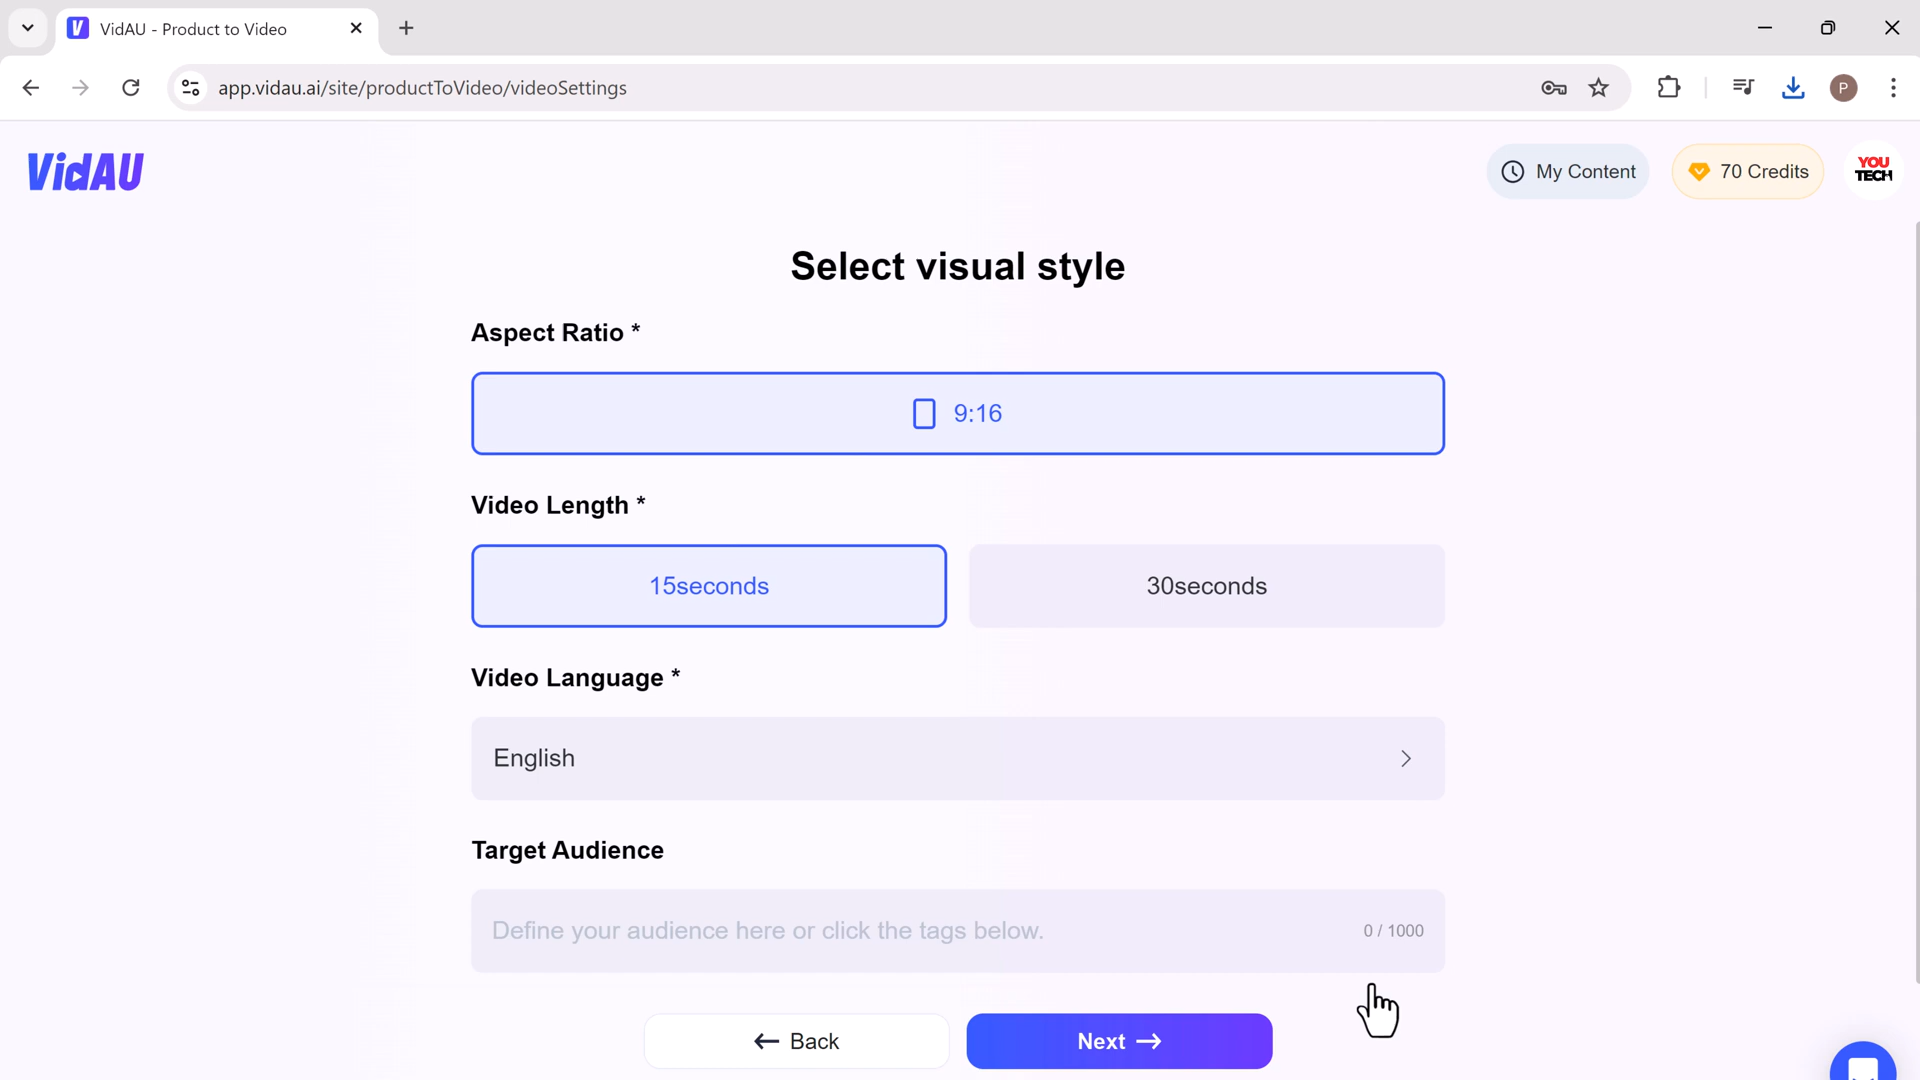 VidAU - Product to Video
app.vidau.ai/site/productToVideo/videoSettings
P
VidAU
My Content
70 Credits
YOU
TECH
Select visual style
Aspect Ratio *
9:16
Video Length *
15seconds
30seconds
Video Language *
English
Target Audience
Define your audience here or click the tags below.
0 / 1000
Back
Next